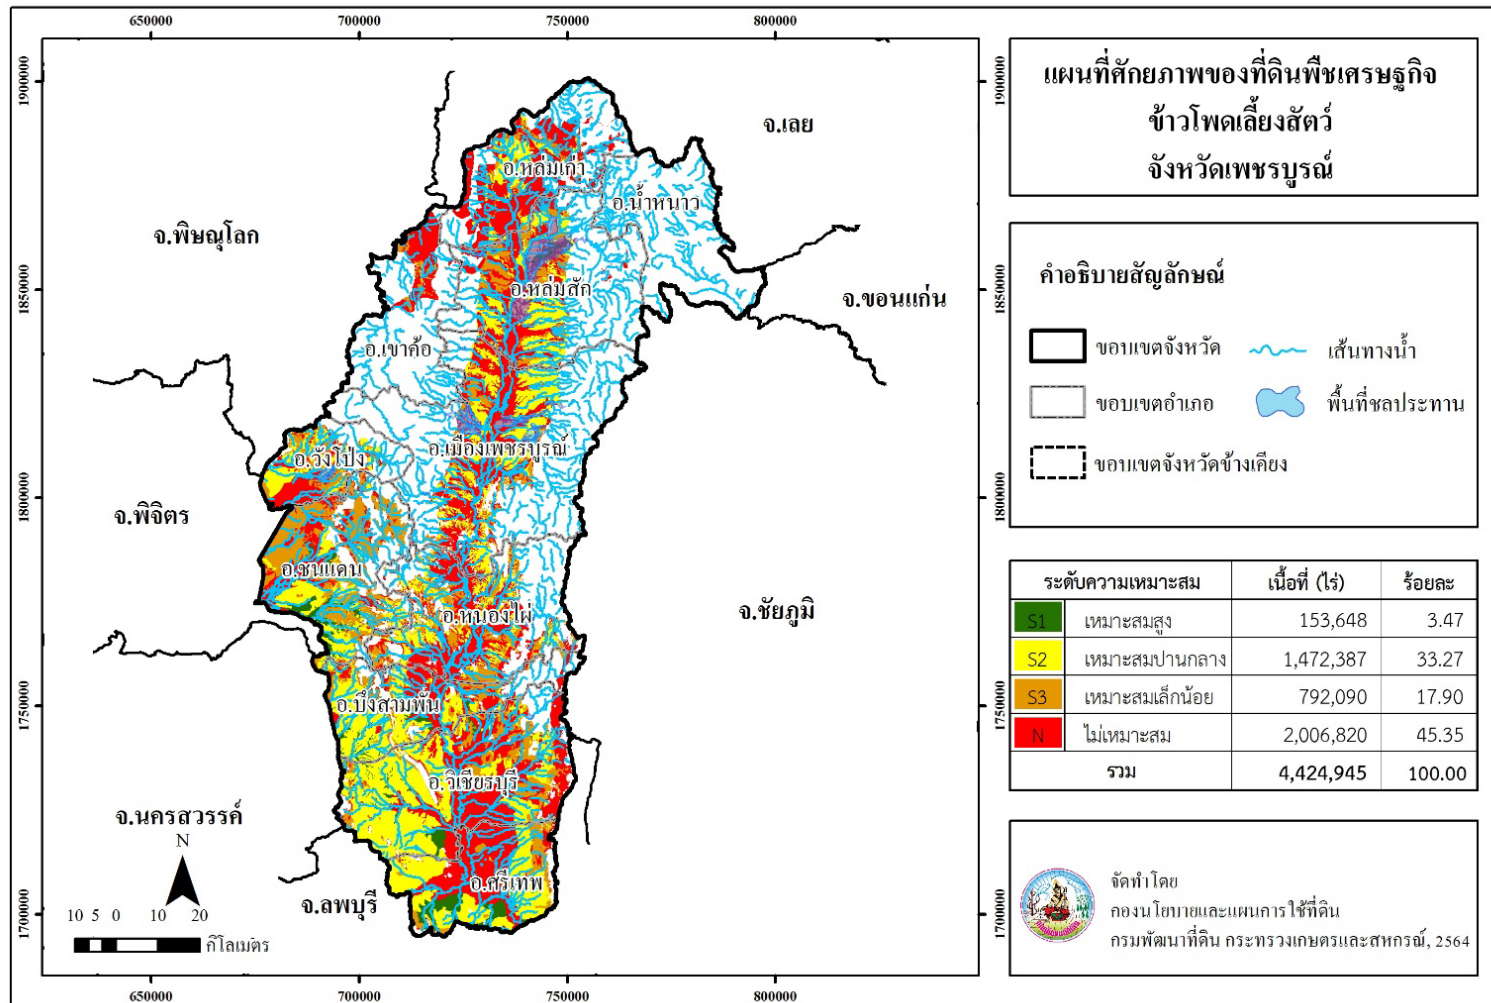 650000
700000
750000
800000
1900000
1850000
1800000
1750000
1700000
จ.เลย
อ.หล่มเก่า
อ.น้ำหนาว
จ.พิษณุโลก
อ.หล่มสัก
จ.ขอนแก่น
อ.เขาค้อ
อ.เมืองเพชรบูรณ์
อ.วังโป่ง
จ.พิจิตร
อ.ชนแดน
อ.หนองไผ่
จ.ชัยภูมิ
อ.บึงสามพัน
อ.วิเชียรบุรี
จ.นครสวรรค์
N
อ.ศรีเทพ
จ.ลพบุรี
10 5 0 10 20
กิโลเมตร
650000
700000
750000
800000
1900000
1850000
1800000
1750000
1700000
แผนที่ศักยภาพของที่ดินพืชเศรษฐกิจ
ข้าวโพดเลี้ยงสัตว์
จังหวัดเพชรบูรณ์
คำอธิบายสัญลักษณ์
ขอบเขตจังหวัด เส้นทางน้ำ
ขอบเขตอำเภอ พื้นที่ชลประทาน
ขอบเขตจังหวัดข้างเคียง
ระดับความเหมาะสม เนื้อที่ (ไร่) ร้อยละ
S1 เหมาะสมสูง 153,648 3.47
S2 เหมาะสมปานกลาง 1,472,387 33.27
S3 เหมาะสมเล็กน้อย 792,090 17.90
N ไม่เหมาะสม 2,006,820 45.35
รวม 4,424,945 100.00
จัดทำโดย
กองนโยบายและแผนการใช้ที่ดิน
กรมพัฒนาที่ดิน กระทรวงเกษตรและสหกรณ์, 2564